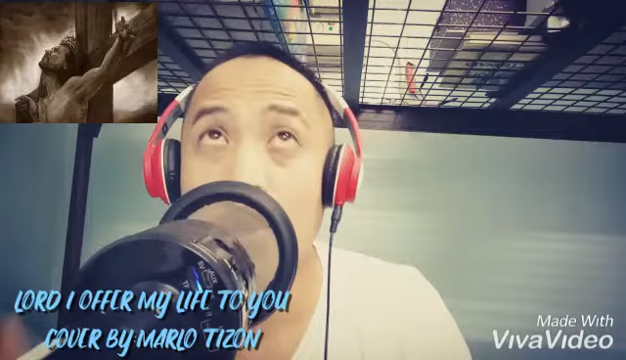 LORD I OFFER MY LIFE TO YOU
COVER BY MARLO TIZON
Made With
VivaVideo